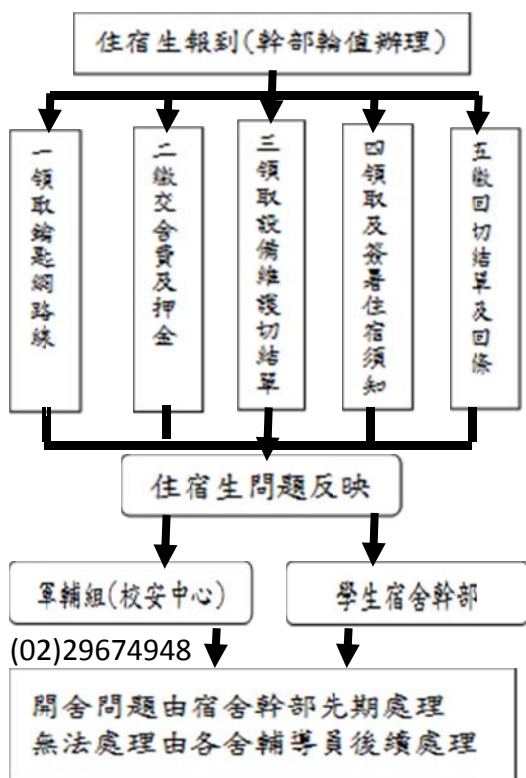 住宿生報到(幹部輪值辦理)
一領取鑰匙網路線
二繳交舍費及押金
三領取設備維護切結單
四領取及簽署住宿須知
五繳回切結單及回條
住宿生問題反映
軍輔組(校安中心)
學生宿舍幹部
(02)29674948
開舍問題由宿舍幹部先期處理
無法處理由各舍輔導員後續處理